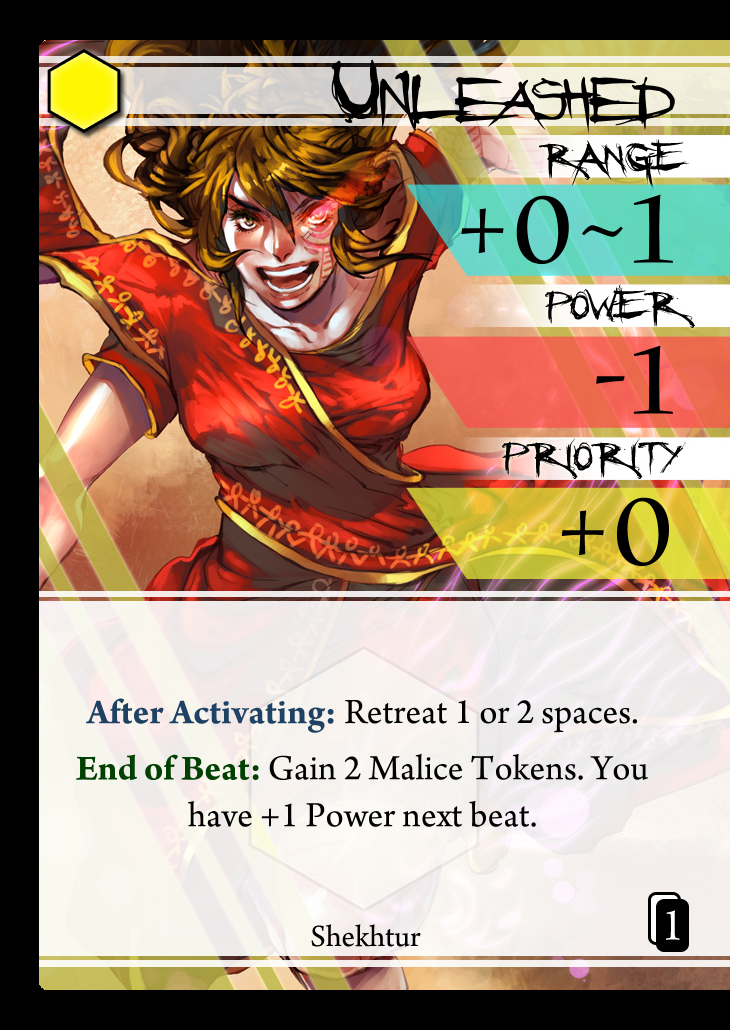 UNLEASHED
RANGE
+0~1
POWER
-1
PRIORITY
+0
After Activating: Retreat 1 or 2 spaces.
End of Beat: Gain 2 Malice Tokens. You
have +1 Power next beat.
Shekhtur
1